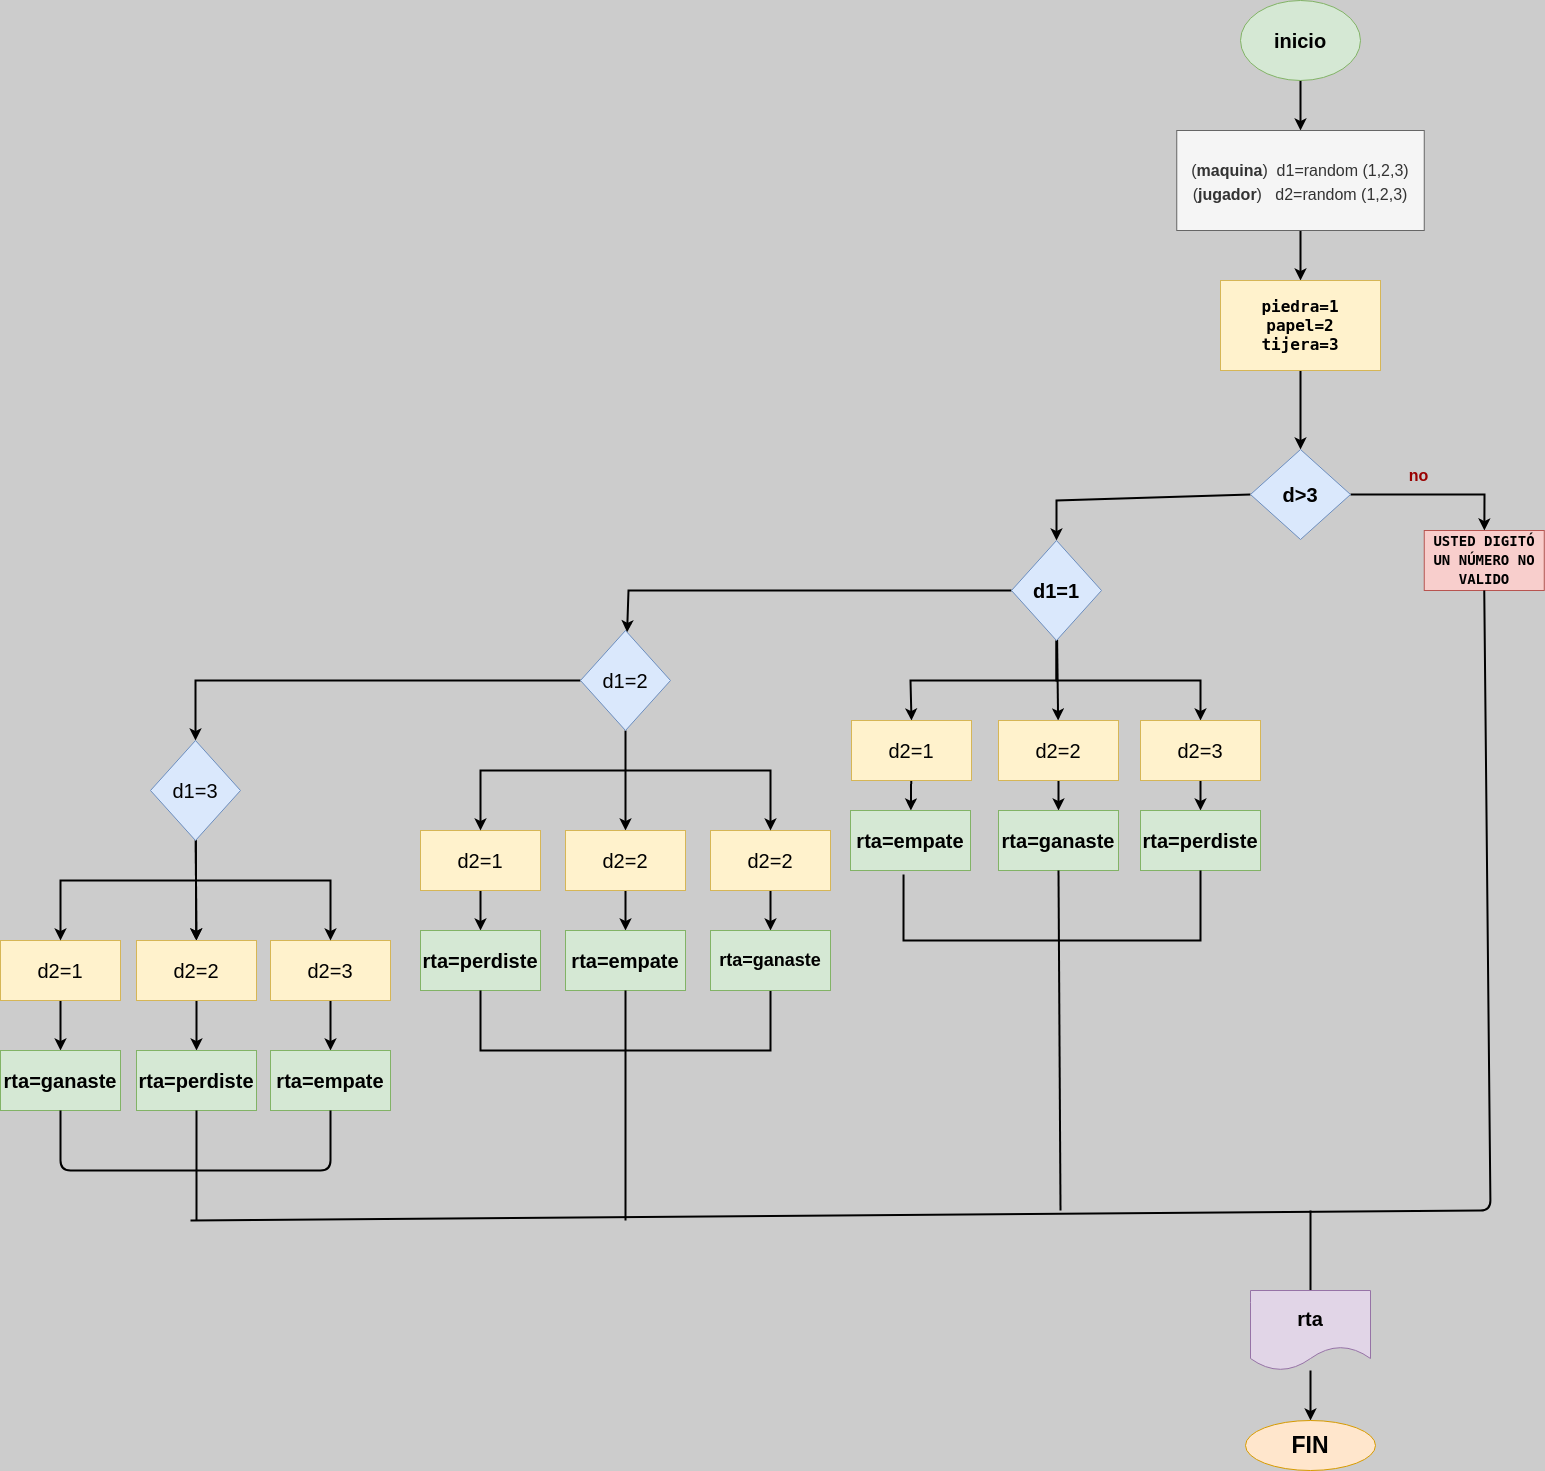 inicio
(maquina)  d1=random (1,2,3)
(jugador)   d2=random (1,2,3)
piedra=1
papel=2
tijera=3
d>3
no
USTED DIGITÓ
UN NÚMERO NO
VALIDO
d1=1
d1=2
d1=3
d2=1
d2=2
d2=3
rta=empate
rta=ganaste
rta=perdiste
d2=1
d2=2
d2=2
rta=perdiste
rta=empate
rta=ganaste
d2=1
d2=2
d2=3
rta=ganaste
rta=perdiste
rta=empate
rta
FIN